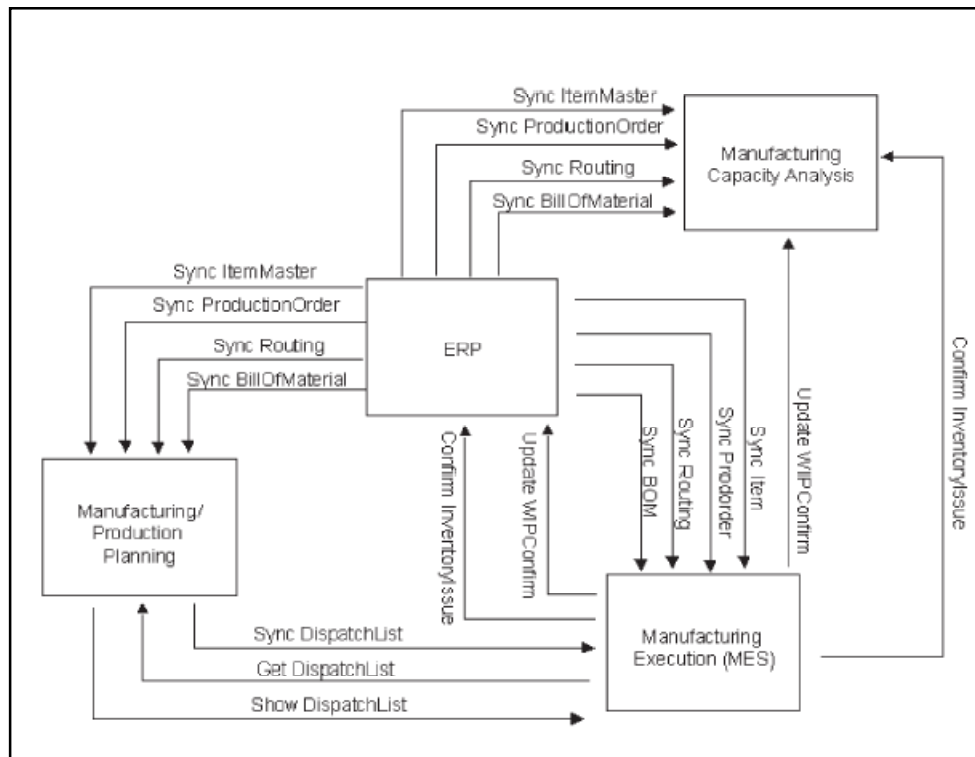 Sync ItemMaster
Sync ProductionOrder
Sync Routing
Sync BillOfMaterial
Manufacturing
Capacity Analysis
Sync ItemMaster
Sync ProductionOrder
Sync Routing
Sync BillOfMaterial
ERP
Confirm InventoryIssue
Update WIPConfirm
Sync BOM
Sync Routing
Sync Prodorder
Sync Item
Update WIPConfirm
Confirm InventoryIssue
Manufacturing/
Production
Planning
Sync DispatchList
Get DispatchList
Show DispatchList
Manufacturing
Execution (MES)